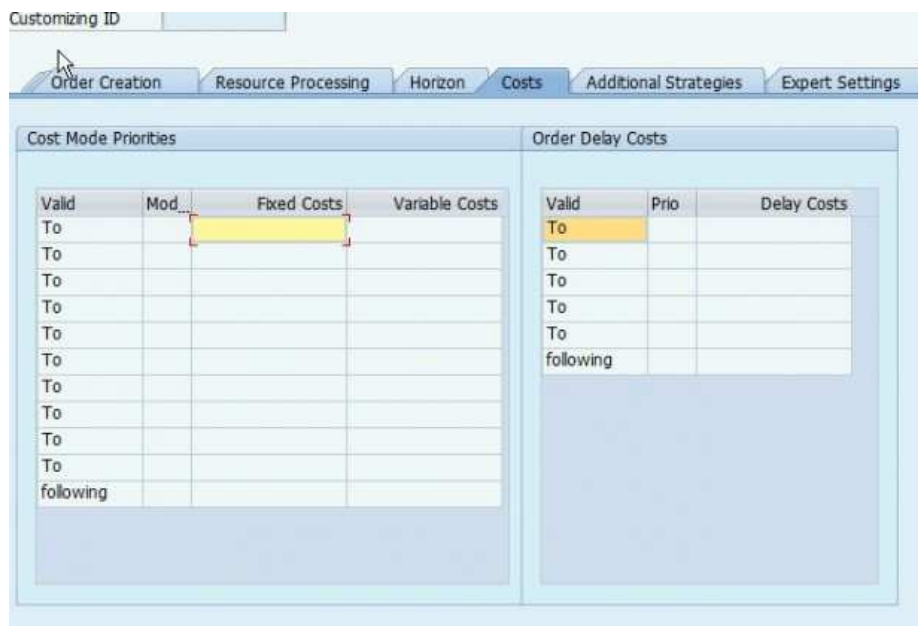 Customizing ID
Order Creation Resource Processing Horizon Costs Additional Strategies Expert Settings
Cost Mode Priorities
Valid Mod... Fixed Costs Variable Costs
To
To
To
To
To
To
To
To
To
To
following
Order Delay Costs
Valid Prio Delay Costs
To
To
To
To
To
following